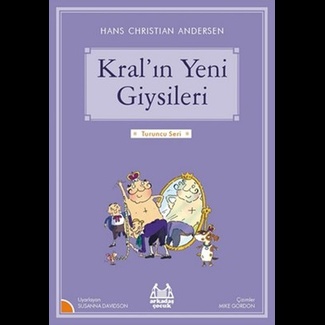 HANS CHRISTIAN ANDERSEN
Kral'ın Yeni
Giysileri
Turuncu Seri
Uyarlayan
SUSANNA DAVIDSON
arkadaş
çocuk
Çizimler
MIKE GORDON